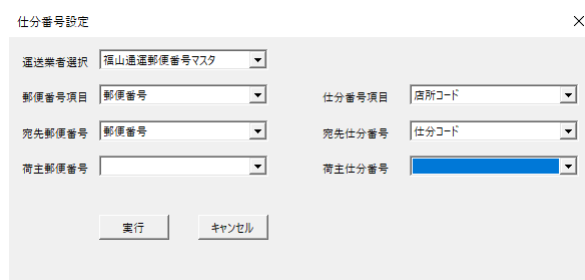 仕分番号設定
運送業者選択 福山通運郵便番号マスタ
郵便番号項目 郵便番号 仕分番号項目 店所コード
宛先郵便番号 郵便番号 宛先仕分番号 仕分コード
荷主郵便番号 荷主仕分番号
実行 キャンセル